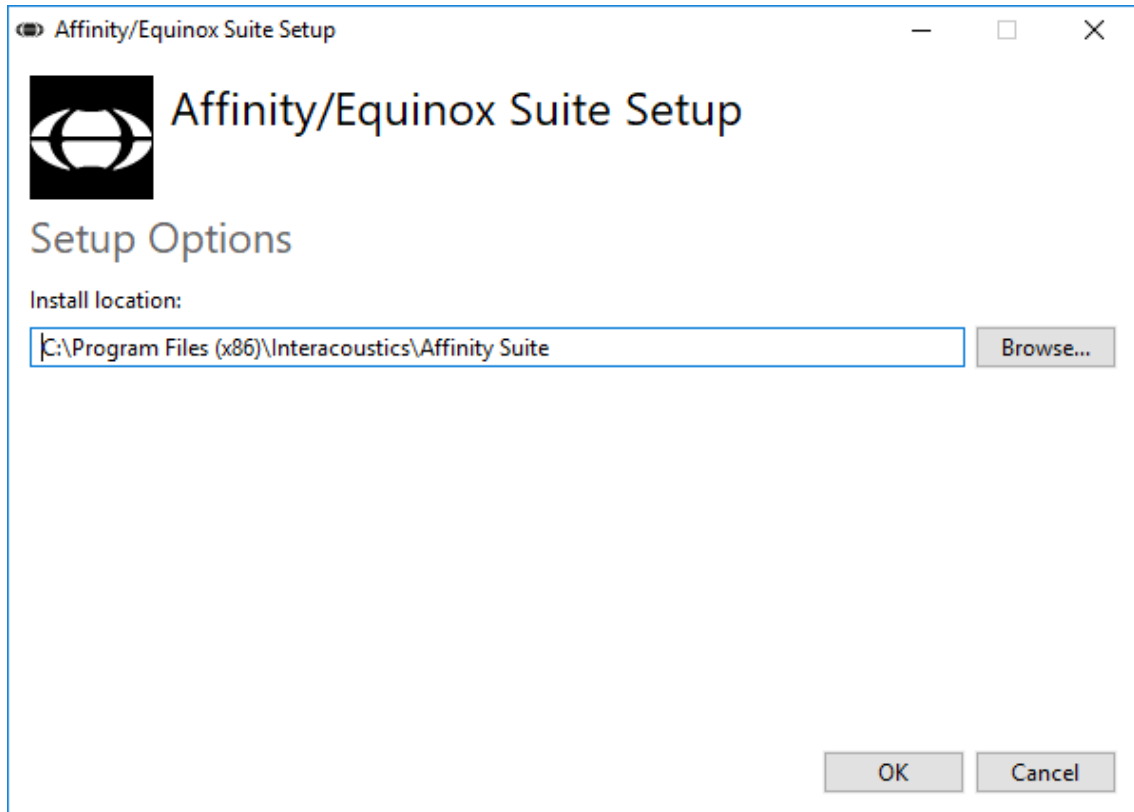 Affinity/Equinox Suite Setup
Affinity/Equinox Suite Setup
Setup Options
Install location:
C:\Program Files (x86)\Interacoustics\Affinity Suite
Browse...
OK
Cancel